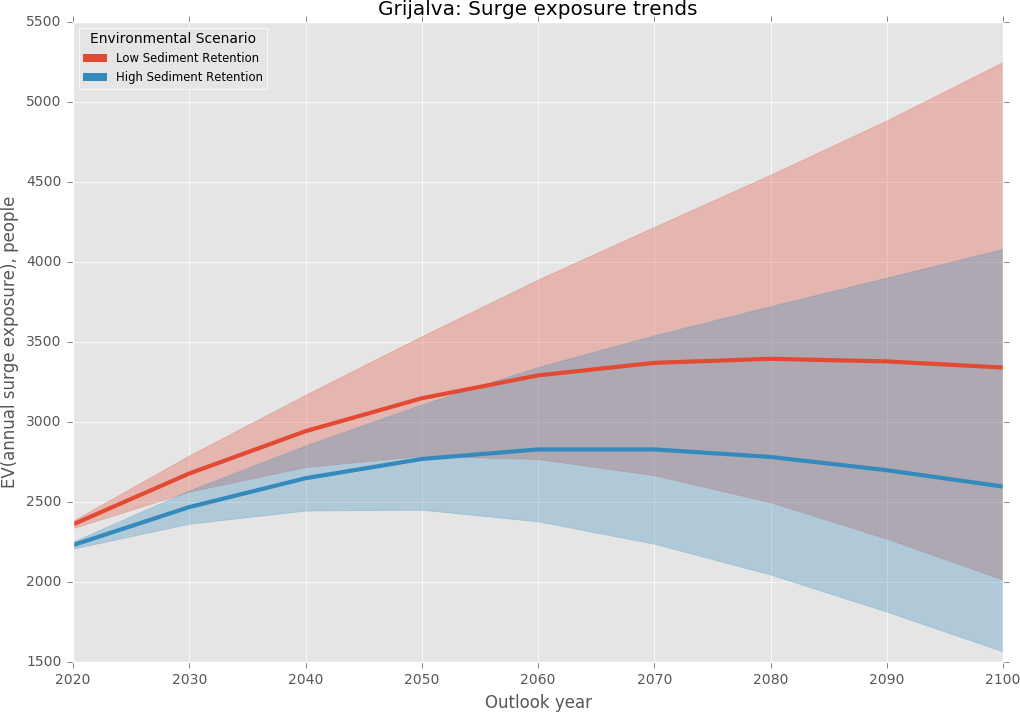 Grijalva: Surge exposure trends
Environmental Scenario
Low Sediment Retention
High Sediment Retention
EV(annual surge exposure), people
5500
5000
4500
4000
3500
3000
2500
2000
1500
2020 2030 2040 2050 2060 2070 2080 2090 2100
Outlook year